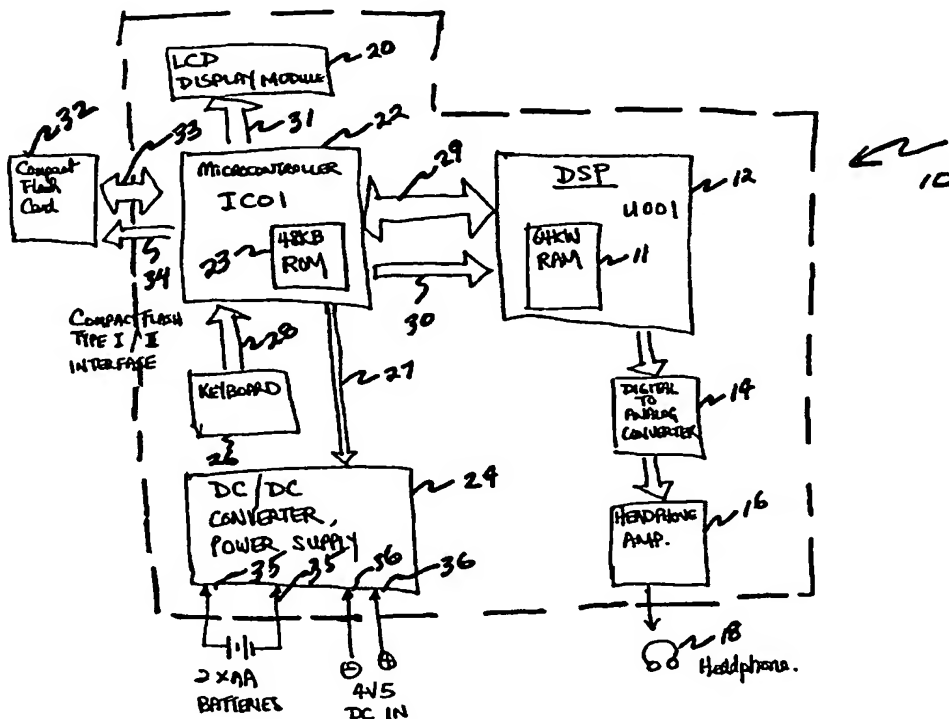 LCD
DISPLAY MODULE
20
31
22
32
33
Compact
Flash
Card
MICROCONTROLLER
IC01
23
48KB
ROM
29
30
DSP
U001
64KW
RAM
11
12
10
34
COMPACT FLASH
TYPE I / II
INTERFACE
28
KEYBOARD
26
27
DIGITAL
TO
ANALOG
CONVERTER
14
DC/DC
CONVERTER,
POWER SUPPLY
24
35
35
36
36
HEADPHONE
AMP.
16
18
Headphone.
2 x AA
BATTERIES
4V5
DC IN